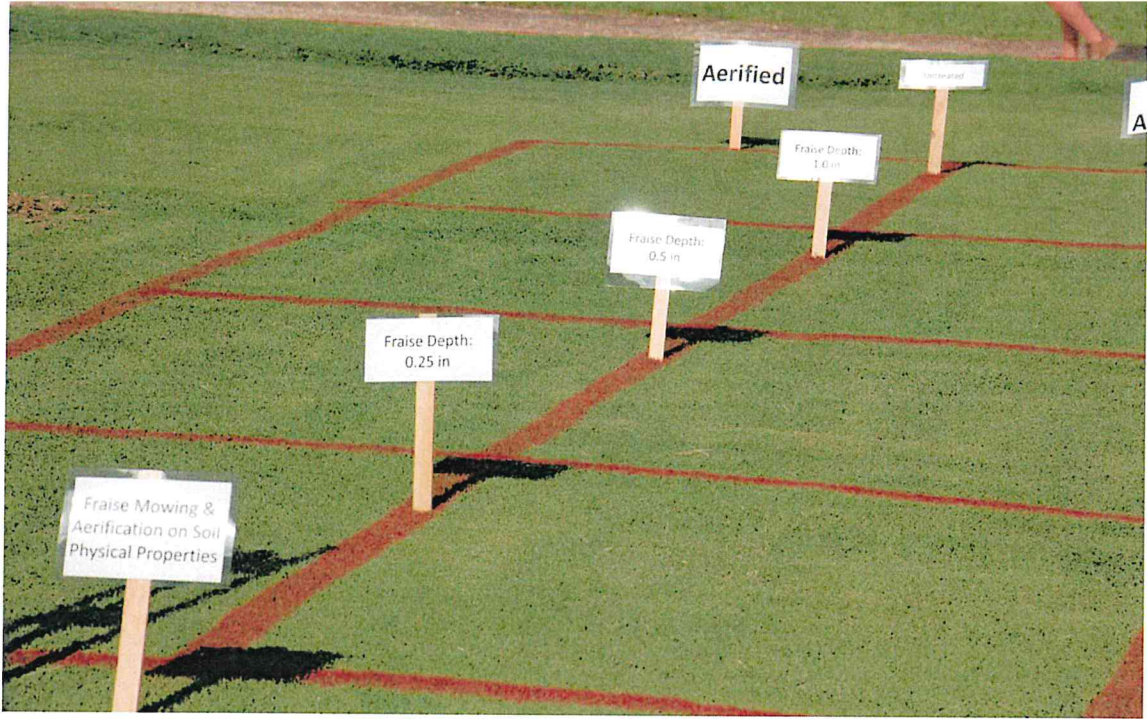 Aerified
Untreated
A
Fraise Depth:
1.0 in
Fraise Depth:
0.5 in
Fraise Depth:
0.25 in
Fraise Mowing &
Aerification on Soil
Physical Properties